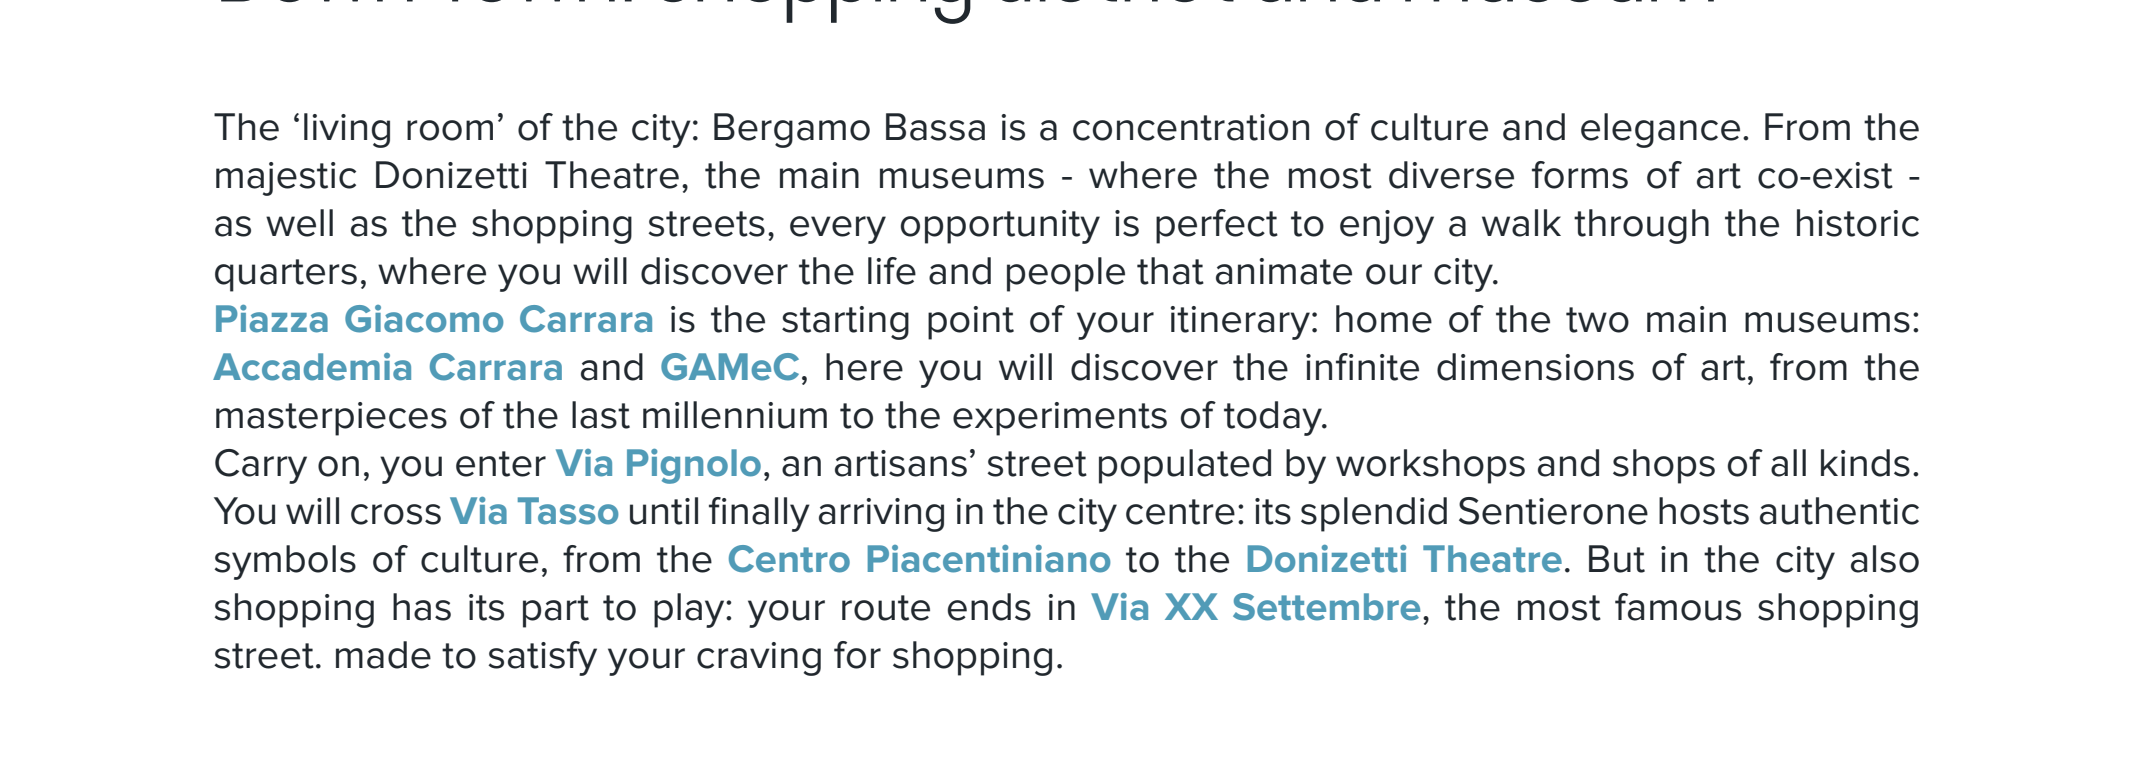 shopping district and museum
The ‘living room’ of the city: Bergamo Bassa is a concentration of culture and elegance. From the
majestic Donizetti Theatre, the main museums - where the most diverse forms of art co-exist -
as well as the shopping streets, every opportunity is perfect to enjoy a walk through the historic
quarters, where you will discover the life and people that animate our city.
Piazza Giacomo Carrara is the starting point of your itinerary: home of the two main museums:
Accademia Carrara and GAMeC, here you will discover the infinite dimensions of art, from the
masterpieces of the last millennium to the experiments of today.
Carry on, you enter Via Pignolo, an artisans’ street populated by workshops and shops of all kinds.
You will cross Via Tasso until finally arriving in the city centre: its splendid Sentierone hosts authentic
symbols of culture, from the Centro Piacentiniano to the Donizetti Theatre. But in the city also
shopping has its part to play: your route ends in Via XX Settembre, the most famous shopping
street. made to satisfy your craving for shopping.